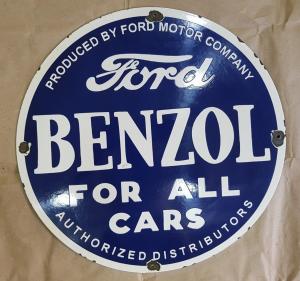 PRODUCED BY FORD MOTOR COMPANY
Ford
BENZOL
FOR ALL
CARS
AUTHORIZED DISTRIBUTORS